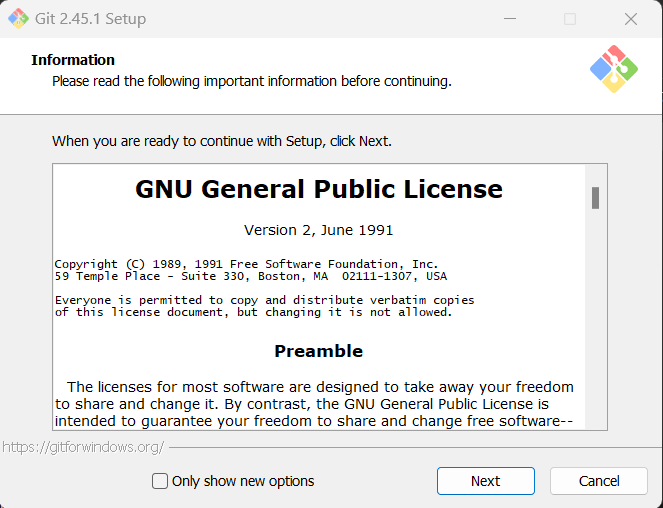 Git 2.45.1 Setup
Information
Please read the following important information before continuing.
When you are ready to continue with Setup, click Next.
GNU General Public License
Version 2, June 1991
Copyright (C) 1989, 1991 Free Software Foundation, Inc.
59 Temple Place - Suite 330, Boston, MA  02111-1307, USA
Everyone is permitted to copy and distribute verbatim copies
of this license document, but changing it is not allowed.
Preamble
The licenses for most software are designed to take away your freedom
to share and change it. By contrast, the GNU General Public License is
intended to guarantee your freedom to share and change free software--
https://gitforwindows.org/
Only show new options
Next
Cancel